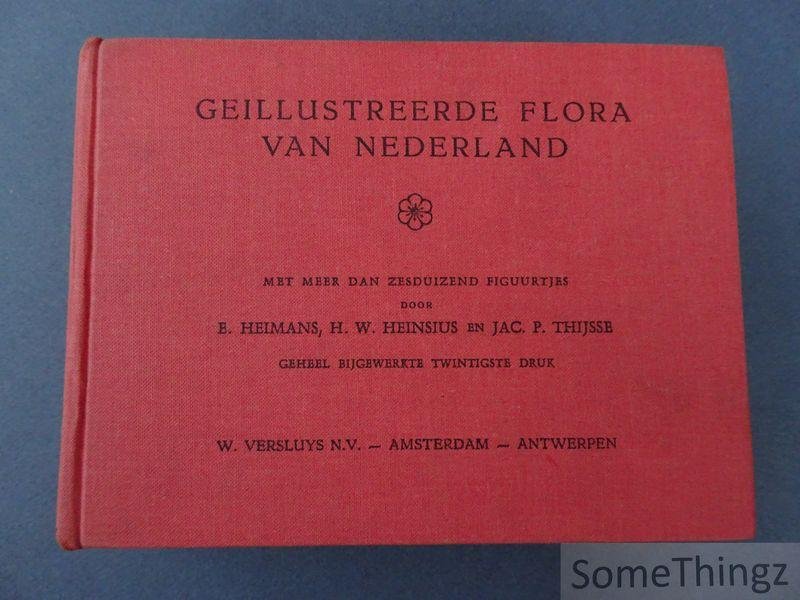 GEILLUSTREERDE FLORA
VAN NEDERLAND
MET MEER DAN ZESDUIZEND FIGUURTJES
DOOR
E. HEIMANS, H. W. HEINSIUS EN JAC. P. THIJSSE
GEHEEL BIJGEWERKTE TWINTIGSTE DRUK
W. VERSLUYS N.V. — AMSTERDAM — ANTWERPEN
SomeThingz